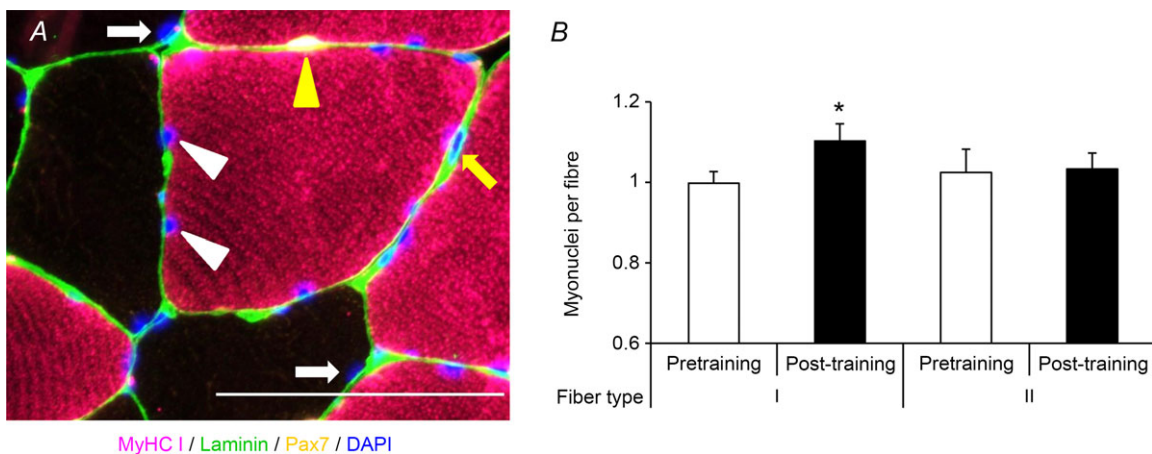 A
MyHC I / Laminin / Pax7 / DAPI
B
Myonuclei per fibre
1.2
1
0.8
0.6
*
Pretraining Post-training Pretraining Post-training
Fiber type I II